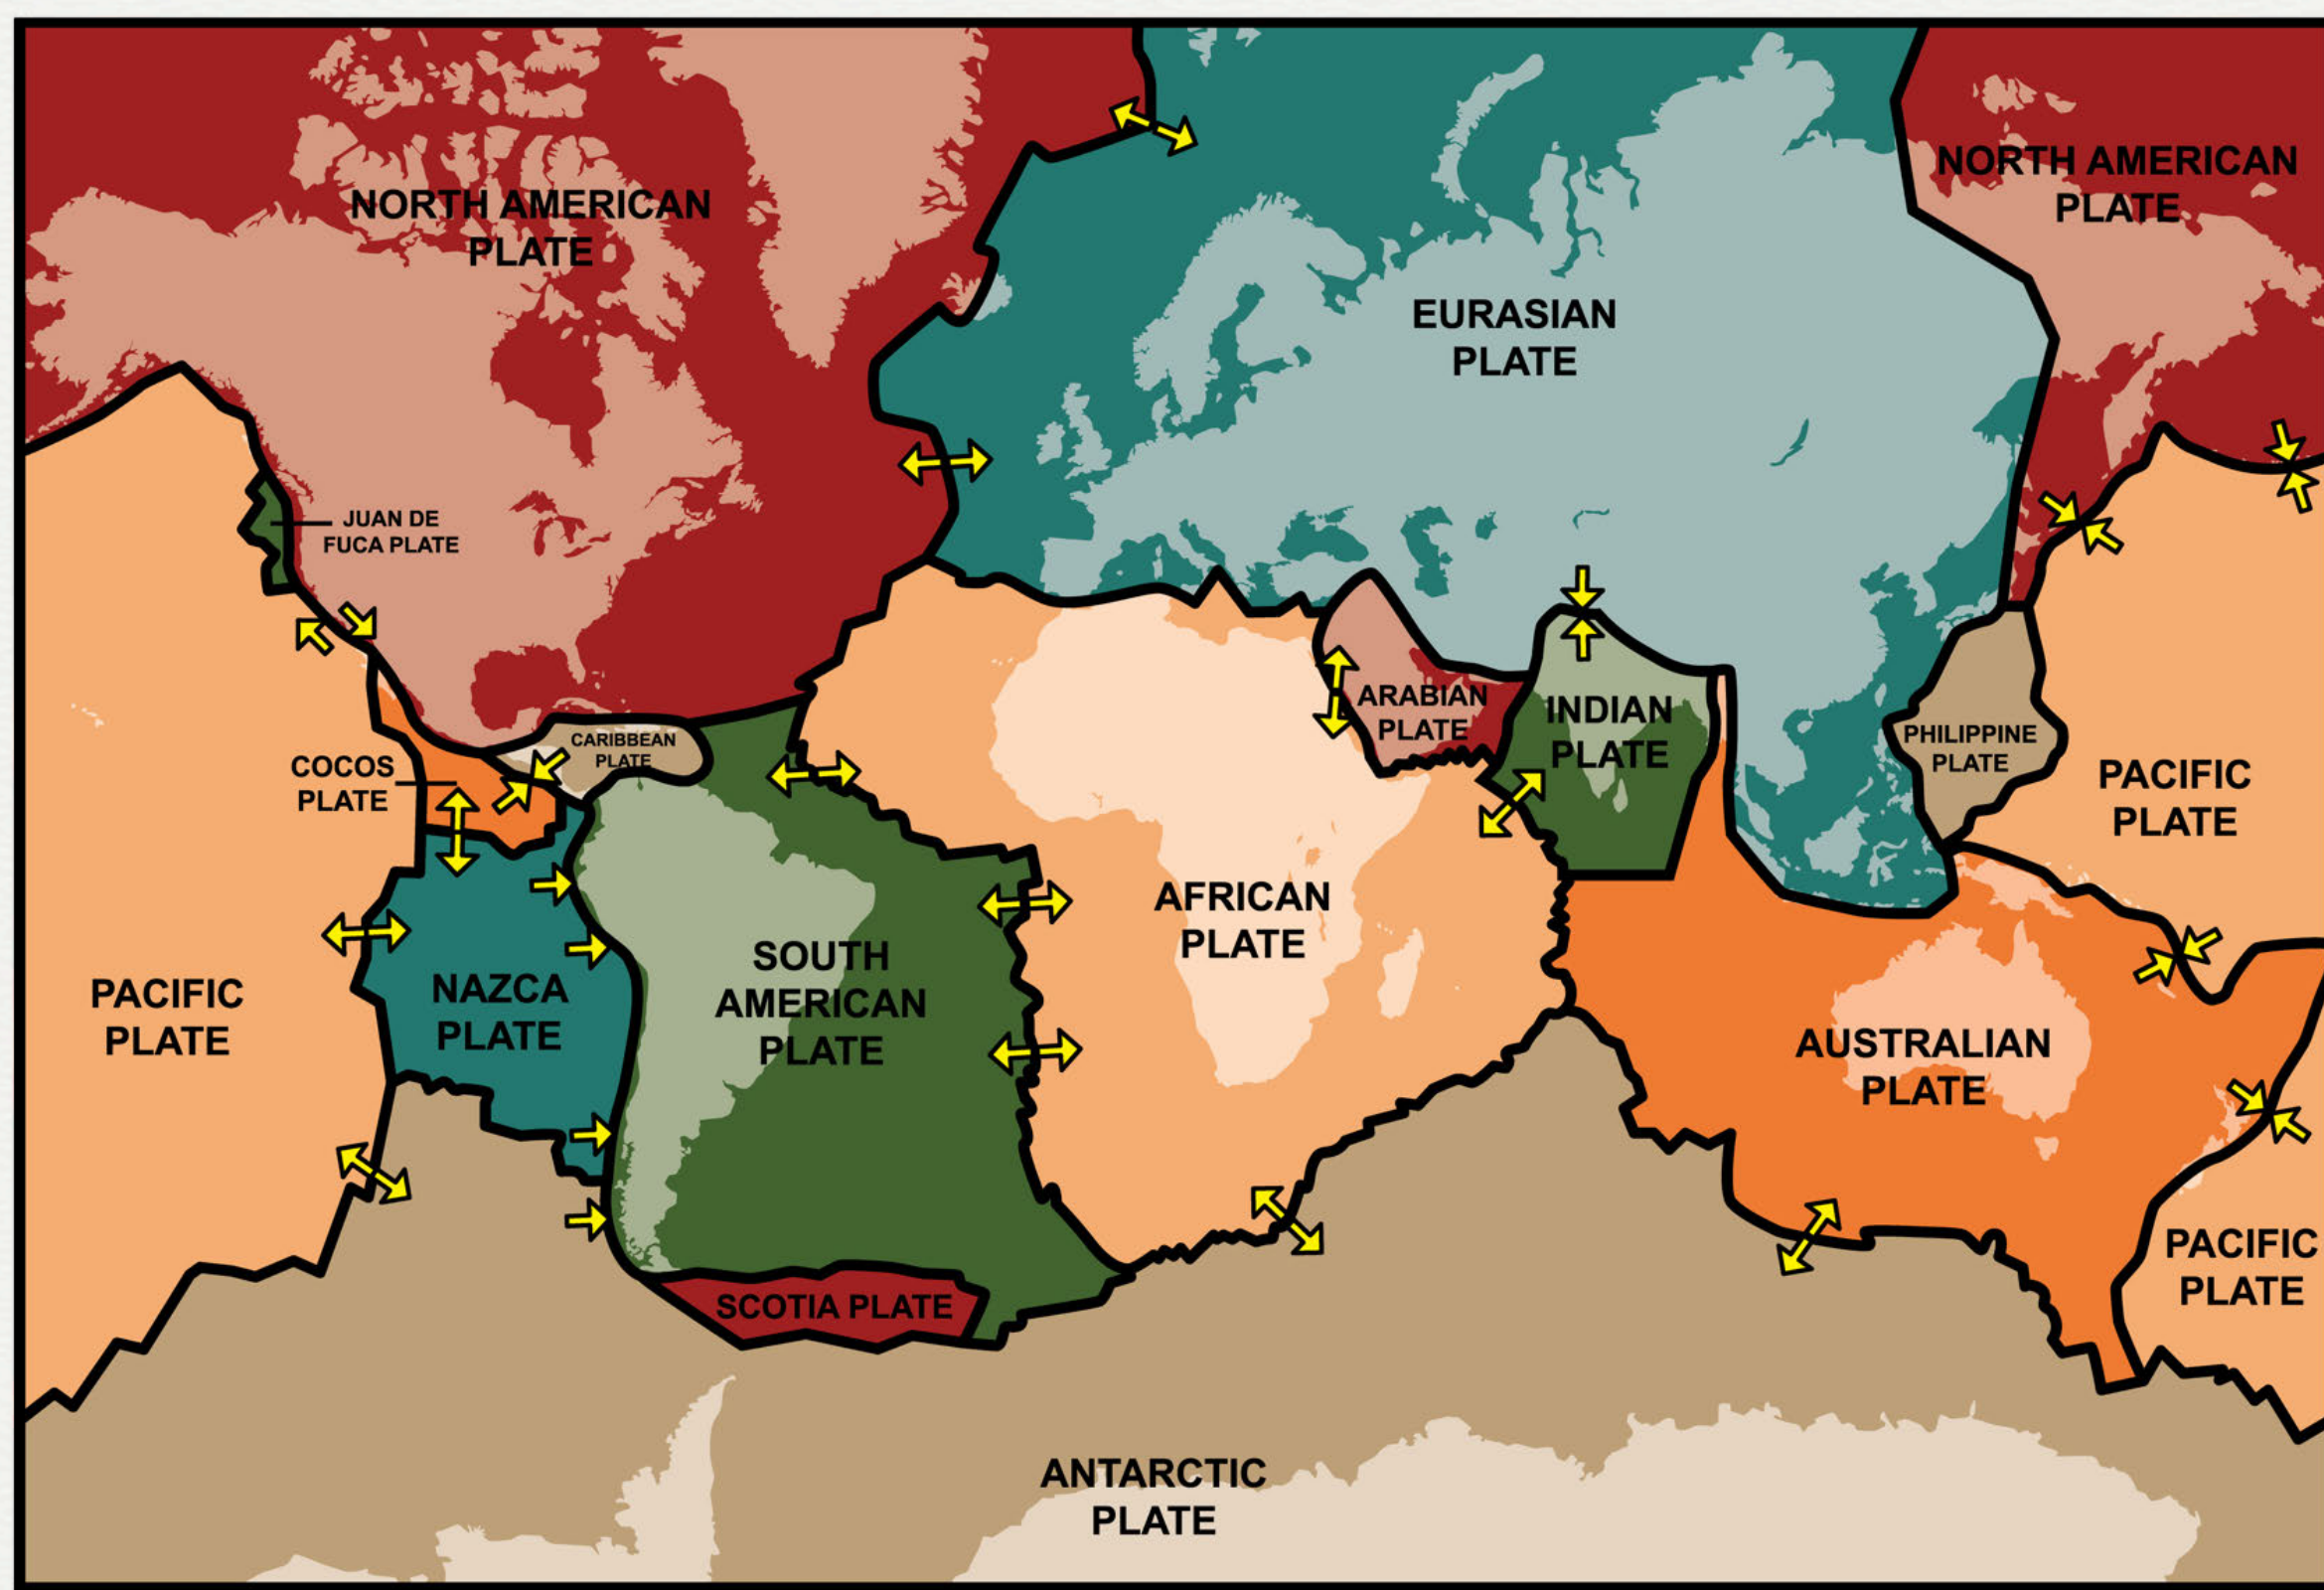 NORTH AMERICAN
PLATE
NORTH AMERICAN
PLATE
EURASIAN
PLATE
JUAN DE
FUCA PLATE
ARABIAN
PLATE
INDIAN
PLATE
CARIBBEAN
PLATE
PHILIPPINE
PLATE
COCOS
PLATE
PACIFIC
PLATE
AFRICAN
PLATE
SOUTH
AMERICAN
PLATE
NAZCA
PLATE
PACIFIC
PLATE
AUSTRALIAN
PLATE
PACIFIC
PLATE
SCOTIA PLATE
ANTARCTIC
PLATE